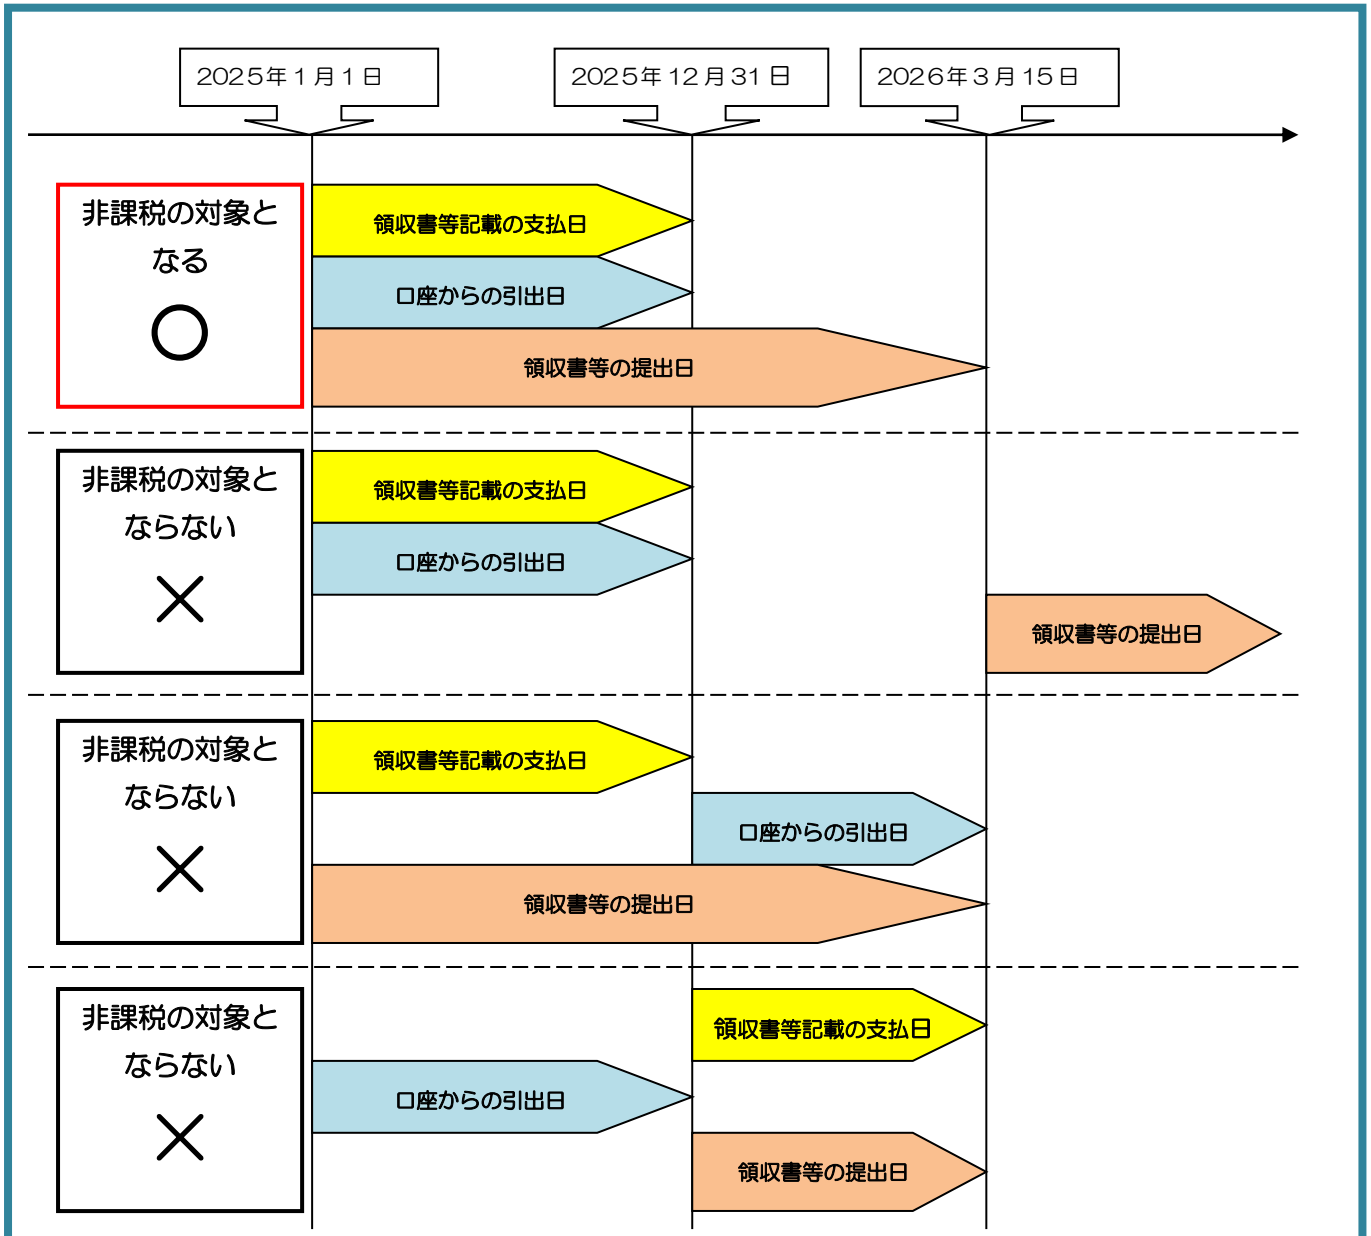 2025年1月1日
2025年12月31日
2026年3月15日
非課税の対象と
なる
○
領収書等記載の支払日
口座からの引出日
領収書等の提出日
非課税の対象と
ならない
×
領収書等記載の支払日
口座からの引出日
領収書等の提出日
非課税の対象と
ならない
×
領収書等記載の支払日
口座からの引出日
領収書等の提出日
非課税の対象と
ならない
×
領収書等記載の支払日
口座からの引出日
領収書等の提出日